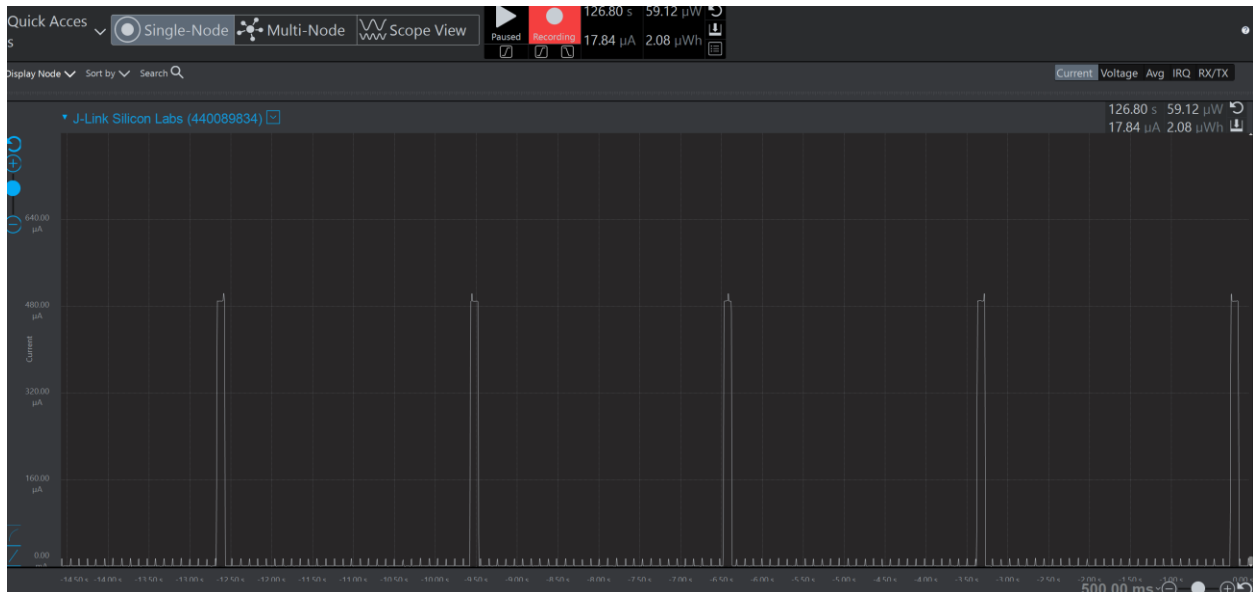 Quick Acces
s
Single-Node Multi-Node Scope View
Paused Recording
126.80 s 59.12 µW
17.84 µA 2.08 µWh
Display Node Sort by Search
Current Voltage Avg IRQ RX/TX
J-Link Silicon Labs (440089834)
126.80 s 59.12 µW
17.84 µA 2.08 µWh
640.00
µA
480.00
µA
Current
320.00
µA
160.00
µA
0.00
-14.50 s -14.00 s -13.50 s -13.00 s -12.50 s -12.00 s -11.50 s -11.00 s -10.50 s -10.00 s -9.50 s -9.00 s -8.50 s -8.00 s -7.50 s -7.00 s -6.50 s -6.00 s -5.50 s -5.00 s -4.50 s -4.00 s -3.50 s -3.00 s -2.50 s -2.00 s -1.50 s -1.00 s 0.00 s
500.00 ms